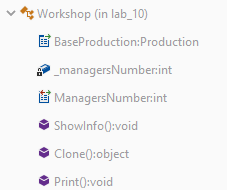 Workshop (in lab_10)
BaseProduction:Production
_managersNumber:int
ManagersNumber:int
ShowInfo():void
Clone():object
Print():void